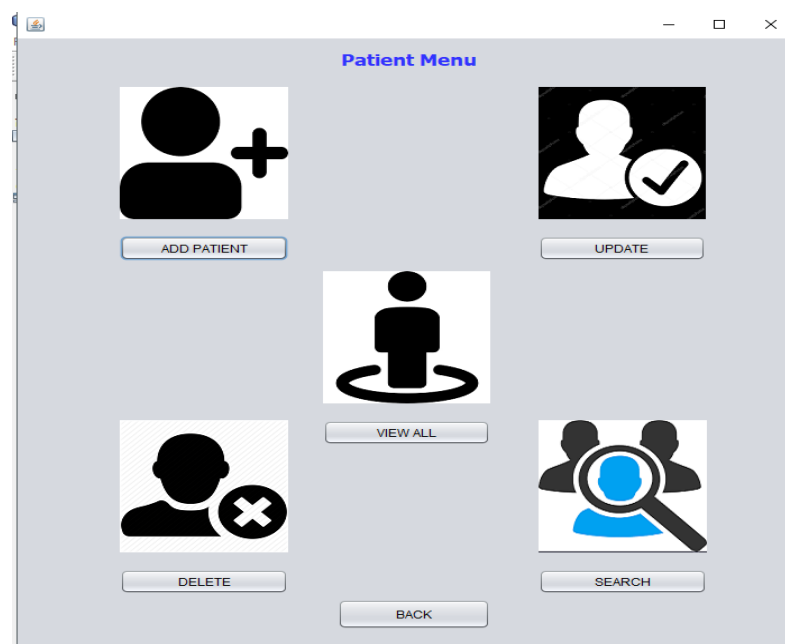 Patient Menu
ADD PATIENT
UPDATE
VIEW ALL
DELETE
SEARCH
BACK